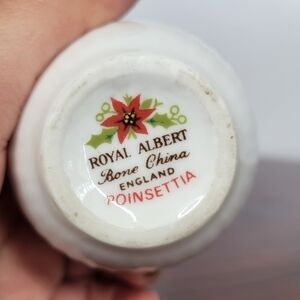 ROYAL ALBERT
Bone China
ENGLAND
POINSETTIA